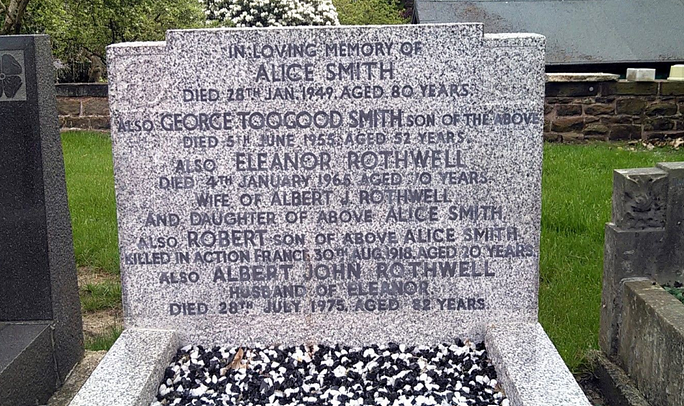 IN LOVING MEMORY OF
ALICE SMITH
DIED 28TH JAN. 1949, AGED 80 YEARS.
ALSO GEORGE TOOGOOD SMITH SON OF THE ABOVE
DIED 5TH JUNE 1955, AGED 52 YEARS.
ALSO ELEANOR ROTHWELL
DIED 4TH JANUARY 1968, AGED 70 YEARS.
WIFE OF ALBERT J. ROTHWELL
AND DAUGHTER OF ABOVE ALICE SMITH.
ALSO ROBERT SON OF ABOVE ALICE SMITH,
KILLED IN ACTION FRANCE 30TH AUG. 1918, AGED 20 YEARS
ALSO ALBERT JOHN ROTHWELL
HUSBAND OF ELEANOR
DIED 28TH JULY 1975, AGED 82 YEARS.